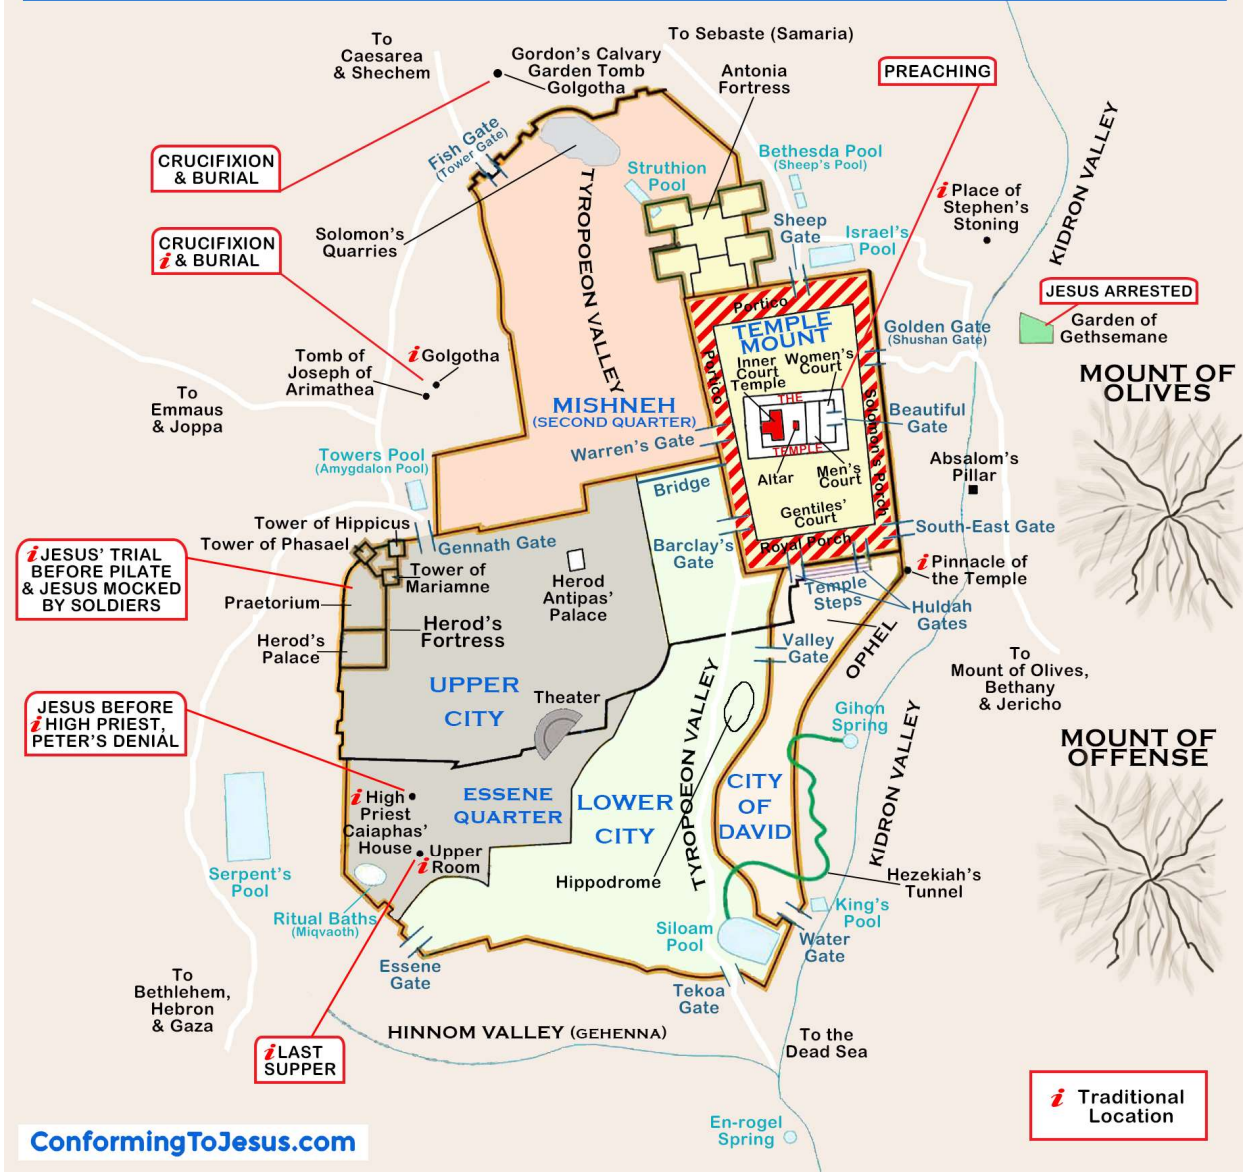 To
Caesarea
& Shechem
Gordon's Calvary
Garden Tomb
Golgotha
To Sebaste (Samaria)
Antonia
Fortress
PREACHING
KIDRON VALLEY
Fish Gate
(Tower Gate)
CRUCIFIXION
& BURIAL
Struthion
Pool
Bethesda Pool
(Sheep's Pool)
i Place of
Stephen's
Stoning
TYROPOEON VALLEY
Solomon's
Quarries
Sheep
Gate
Israel's
Pool
CRUCIFIXION
i & BURIAL
JESUS ARRESTED
Garden of
Gethsemane
Portico
TEMPLE
MOUNT
Golden Gate
(Shushan Gate)
Tomb of
Joseph of
Arimathea
i Golgotha
Portico
Inner
Court
Temple
Women's
Court
MOUNT OF
OLIVES
To
Emmaus
& Joppa
MISHNEH
(SECOND QUARTER)
THE
TEMPLE
Beautiful
Gate
Solomon's Porch
Warren's Gate
Towers Pool
(Amygdalon Pool)
Bridge
Altar
Men's
Court
Absalom's
Pillar
Gentiles'
Court
Tower of Hippicus
Tower of Phasael
Gennath Gate
Barclay's
Gate
Royal Porch
South-East Gate
i JESUS' TRIAL
BEFORE PILATE
& JESUS MOCKED
BY SOLDIERS
Tower of
Mariamne
Herod
Antipas'
Palace
Temple
Steps
i Pinnacle of
the Temple
Huldah
Gates
Praetorium
Herod's
Fortress
Herod's
Palace
Valley
Gate
OPHEL
To
Mount of Olives,
Bethany
& Jericho
UPPER
CITY
Theater
TYROPOEON VALLEY
Gihon
Spring
KIDRON VALLEY
JESUS BEFORE
i HIGH PRIEST,
PETER'S DENIAL
MOUNT OF
OFFENSE
i High
Priest
Caiaphas'
House
ESSENE
QUARTER
LOWER
CITY
CITY
OF
DAVID
Upper
i Room
Serpent's
Pool
Hippodrome
Hezekiah's
Tunnel
Ritual Baths
(Miqvaoth)
Siloam
Pool
King's
Pool
Water
Gate
Essene
Gate
Tekoa
Gate
To
Bethlehem,
Hebron
& Gaza
HINNOM VALLEY (GEHENNA)
To the
Dead Sea
i LAST
SUPPER
i Traditional
Location
En-rogel
Spring
ConformingToJesus.com